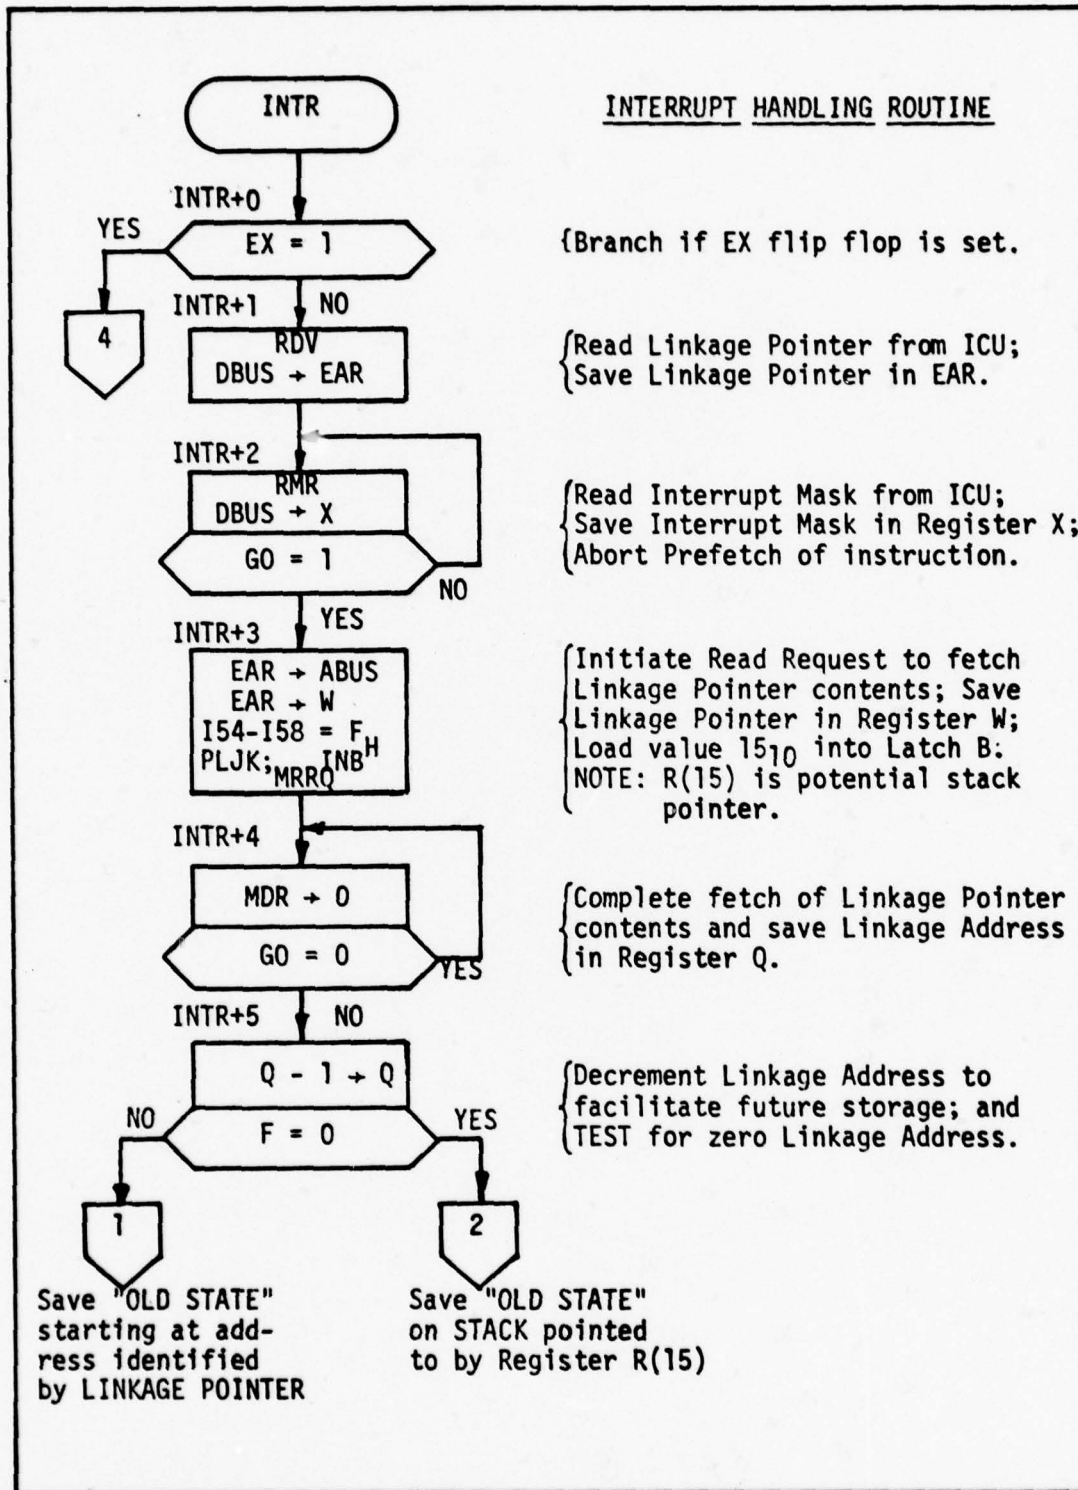 INTR
INTERRUPT HANDLING ROUTINE
INTR+0
YES
EX = 1
{Branch if EX flip flop is set.
INTR+1 NO
4
RDV
DBUS → EAR
Read Linkage Pointer from ICU;
Save Linkage Pointer in EAR.
INTR+2
RMR
DBUS → X
GO = 1
NO
Read Interrupt Mask from ICU;
Save Interrupt Mask in Register X;
Abort Prefetch of instruction.
YES
INTR+3
EAR → ABUS
EAR → W
I54-I58 = F_H
PLJK; INB
MRRQ
Initiate Read Request to fetch
Linkage Pointer contents; Save
Linkage Pointer in Register W;
Load value 15₁₀ into Latch B.
NOTE: R(15) is potential stack
pointer.
INTR+4
MDR → Q
GO = 0
YES
Complete fetch of Linkage Pointer
contents and save Linkage Address
in Register Q.
INTR+5 NO
Q - 1 → Q
NO
F = 0
YES
Decrement Linkage Address to
facilitate future storage; and
TEST for zero Linkage Address.
1
2
Save "OLD STATE"
starting at add-
ress identified
by LINKAGE POINTER
Save "OLD STATE"
on STACK pointed
to by Register R(15)